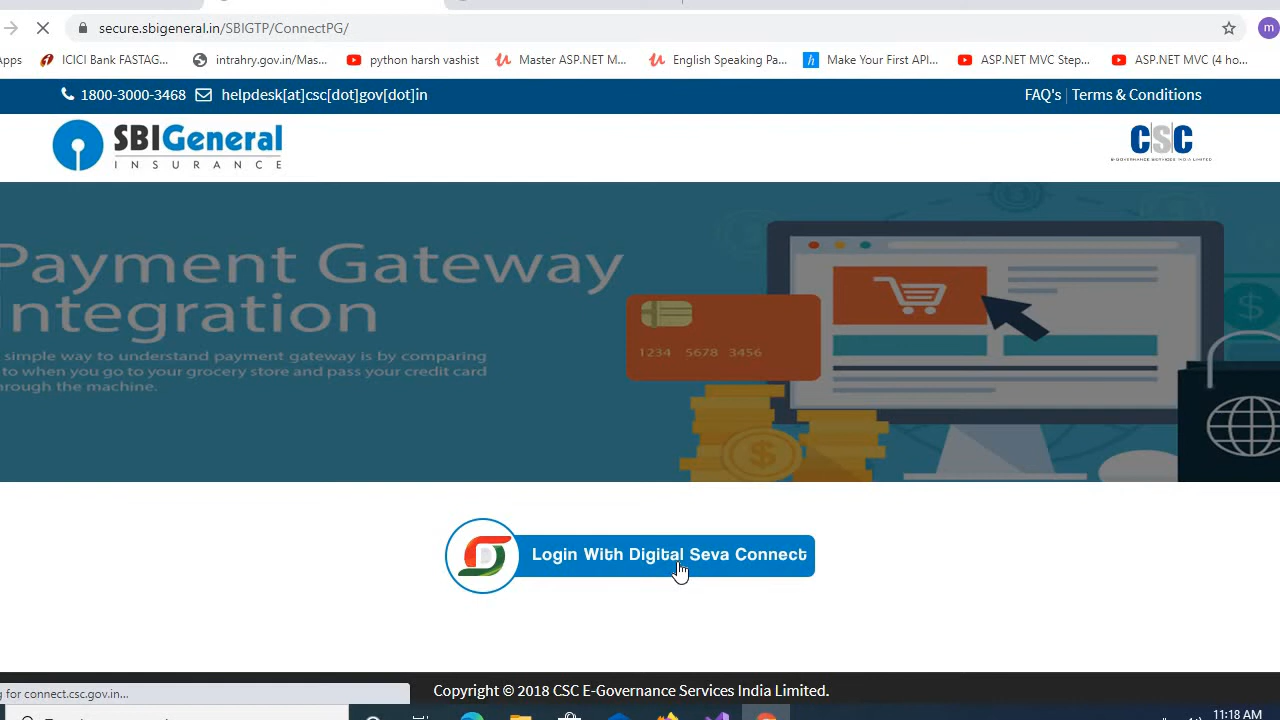 secure.sbigeneral.in/SBIGTP/ConnectPG/
m
Apps ICICI Bank FASTAG... intrahry.gov.in/Mas... python harsh vashist Master ASP.NET M... English Speaking Pa... Make Your First API... ASP.NET MVC Step... ASP.NET MVC (4 ho...
1800-3000-3468 helpdesk[at]csc[dot]gov[dot]in FAQ's | Terms & Conditions
SBIGeneral
INSURANCE
CSC
E-GOVERNANCE SERVICES INDIA LIMITED
Payment Gateway
Integration
simple way to understand payment gateway is by comparing
to when you go to your grocery store and pass your credit card
hrough the machine.
1234 5678 3456
Login With Digital Seva Connect
g for connect.csc.gov.in...
Copyright © 2018 CSC E-Governance Services India Limited.
11:18 AM